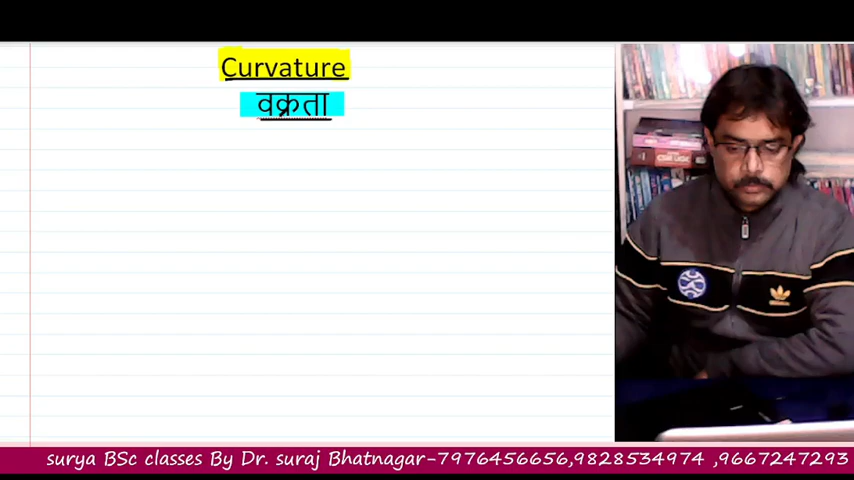 Curvature
वक्रता
surya BSc classes By Dr. suraj Bhatnagar-7976456656,9828534974 ,9667247293